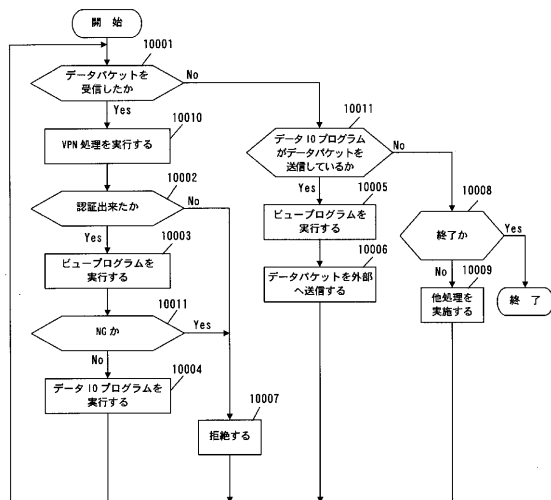 開 始
10001
データパケットを
受信したか
No
Yes
10010
VPN 処理を実行する
10011
データ IO プログラム
がデータパケットを
送信しているか
No
Yes
10002
認証出来たか
No
Yes
10005
ビュープログラムを
実行する
10008
終了か
Yes
No
10003
ビュープログラムを
実行する
10006
データパケットを外部
へ送信する
10009
他処理を
実施する
終 了
10011
NG か
Yes
No
10004
データ IO プログラムを
実行する
10007
拒絶する